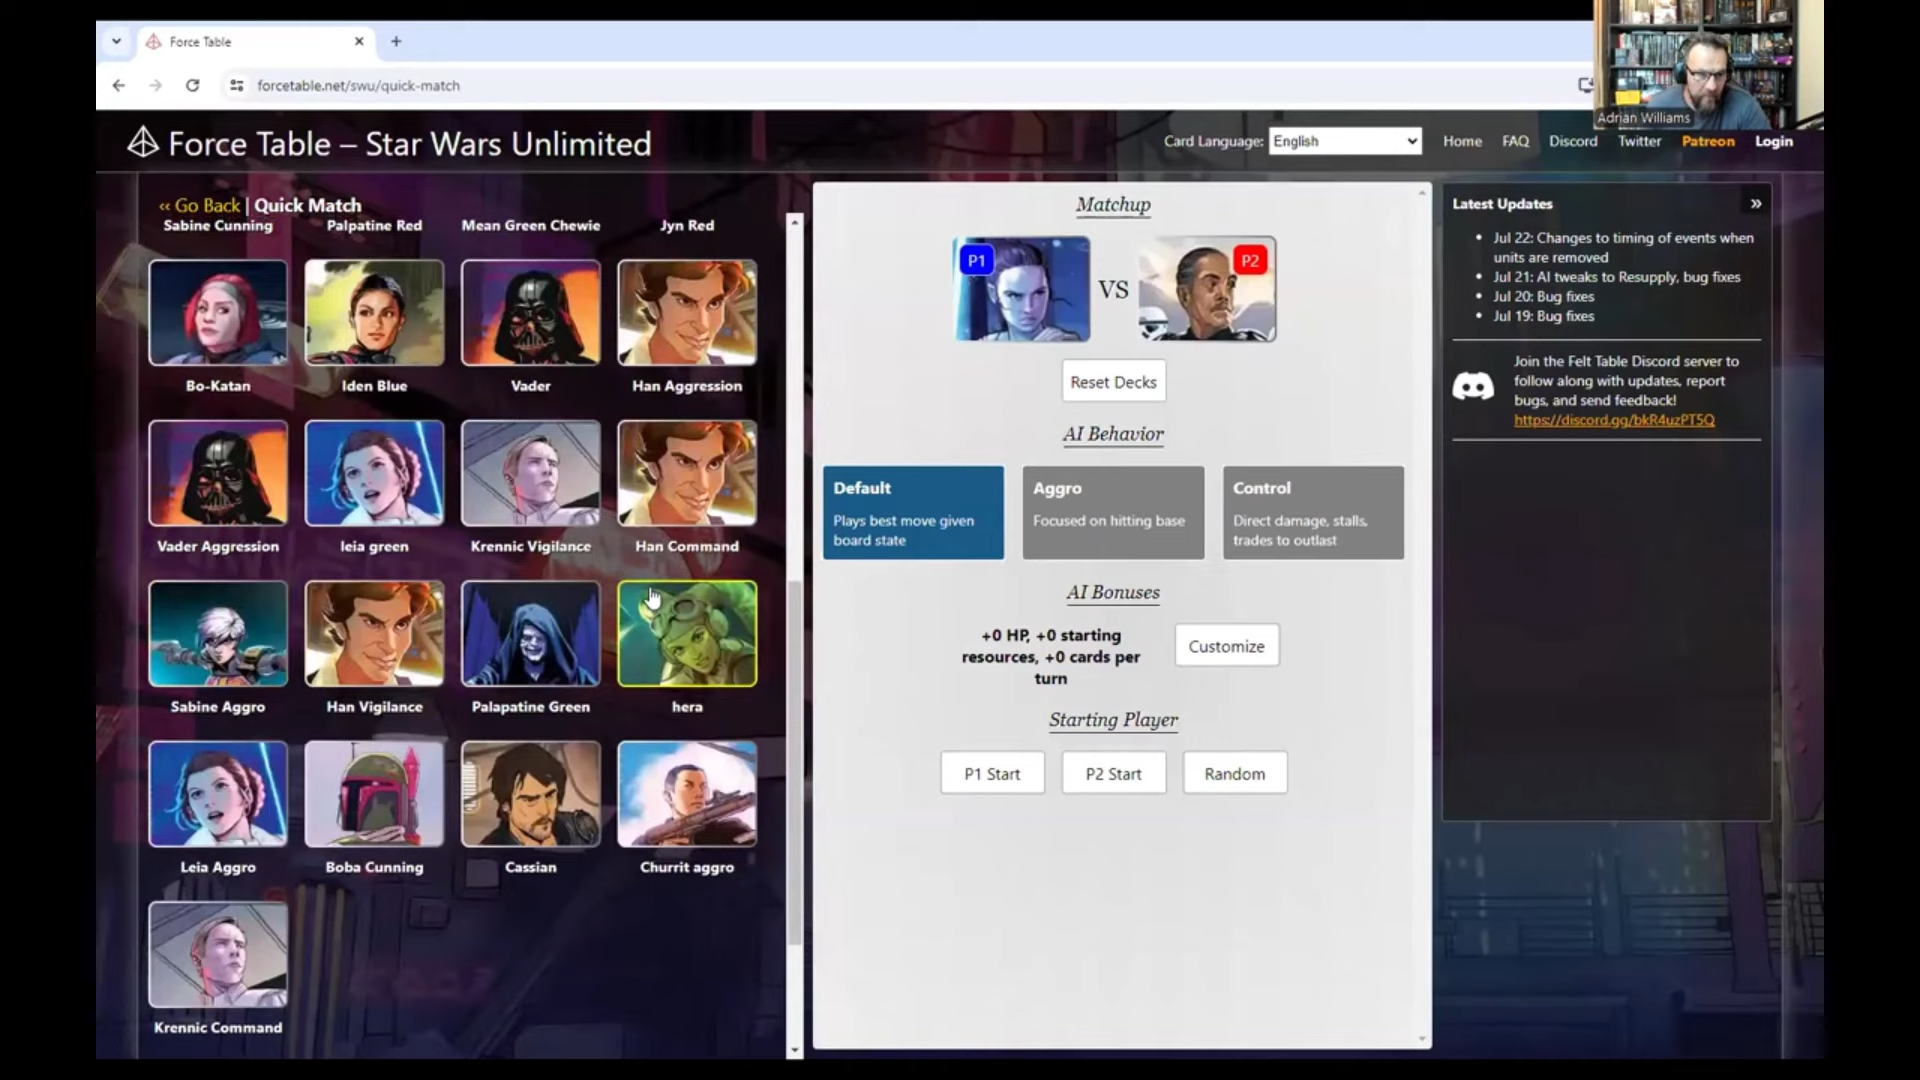 Force Table
forcetable.net/swu/quick-match
Adrian Williams
Force Table – Star Wars Unlimited
Card Language:
English
Home
FAQ
Discord
Twitter
Patreon
Login
‹‹ Go Back | Quick Match
Sabine Cunning
Palpatine Red
Mean Green Chewie
Jyn Red
Bo-Katan
Iden Blue
Vader
Han Aggression
Vader Aggression
leia green
Krennic Vigilance
Han Command
Sabine Aggro
Han Vigilance
Palapatine Green
hera
Leia Aggro
Boba Cunning
Cassian
Churrit aggro
Krennic Command
Matchup
P1
VS
P2
Reset Decks
AI Behavior
Default
Plays best move given
board state
Aggro
Focused on hitting base
Control
Direct damage, stalls,
trades to outlast
AI Bonuses
+0 HP, +0 starting
resources, +0 cards per
turn
Customize
Starting Player
P1 Start
P2 Start
Random
Latest Updates
»
• Jul 22: Changes to timing of events when
units are removed
• Jul 21: AI tweaks to Resupply, bug fixes
• Jul 20: Bug fixes
• Jul 19: Bug fixes
Join the Felt Table Discord server to
follow along with updates, report
bugs, and send feedback!
https://discord.gg/bkR4uzPT5Q